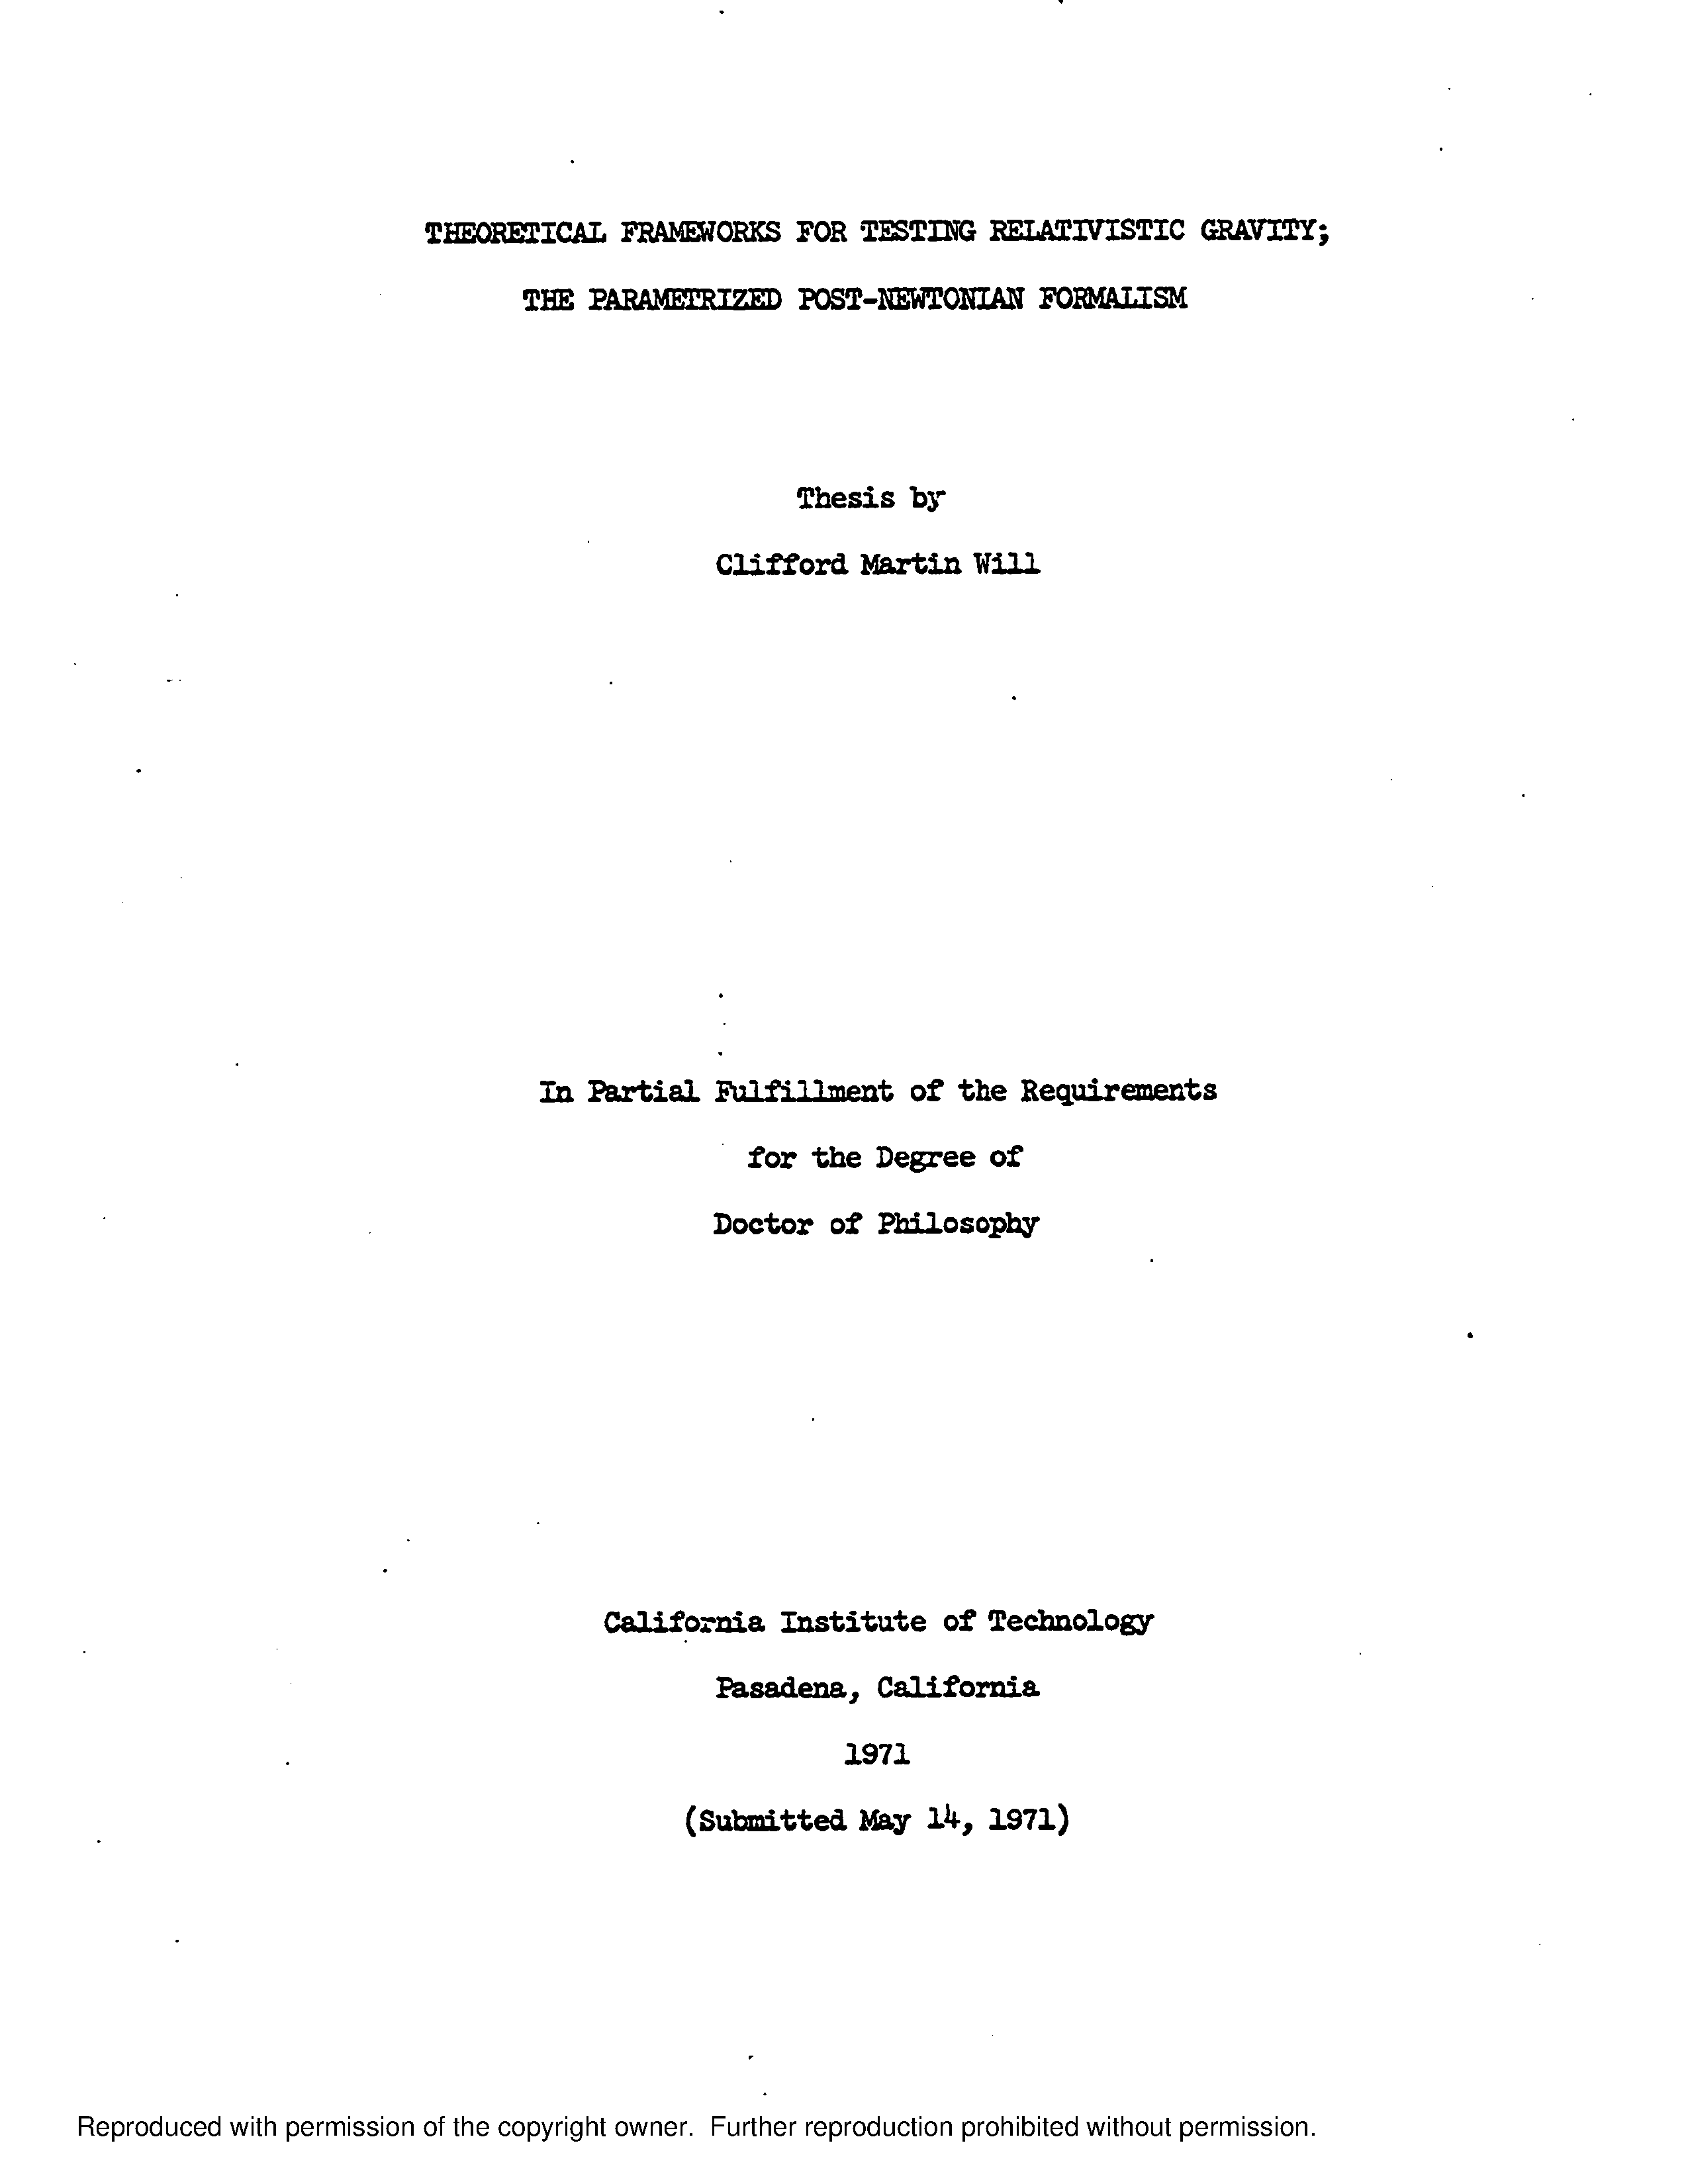 THEORETICAL FRAMEWORKS FOR TESTING RELATIVISTIC GRAVITY;
THE PARAMETRIZED POST-NEWTONIAN FORMALISM
Thesis by
Clifford Martin Will
In Partial Fulfillment of the Requirements
for the Degree of
Doctor of Philosophy
California Institute of Technology
Pasadena, California
1971
(Submitted May 14, 1971)
Reproduced with permission of the copyright owner. Further reproduction prohibited without permission.